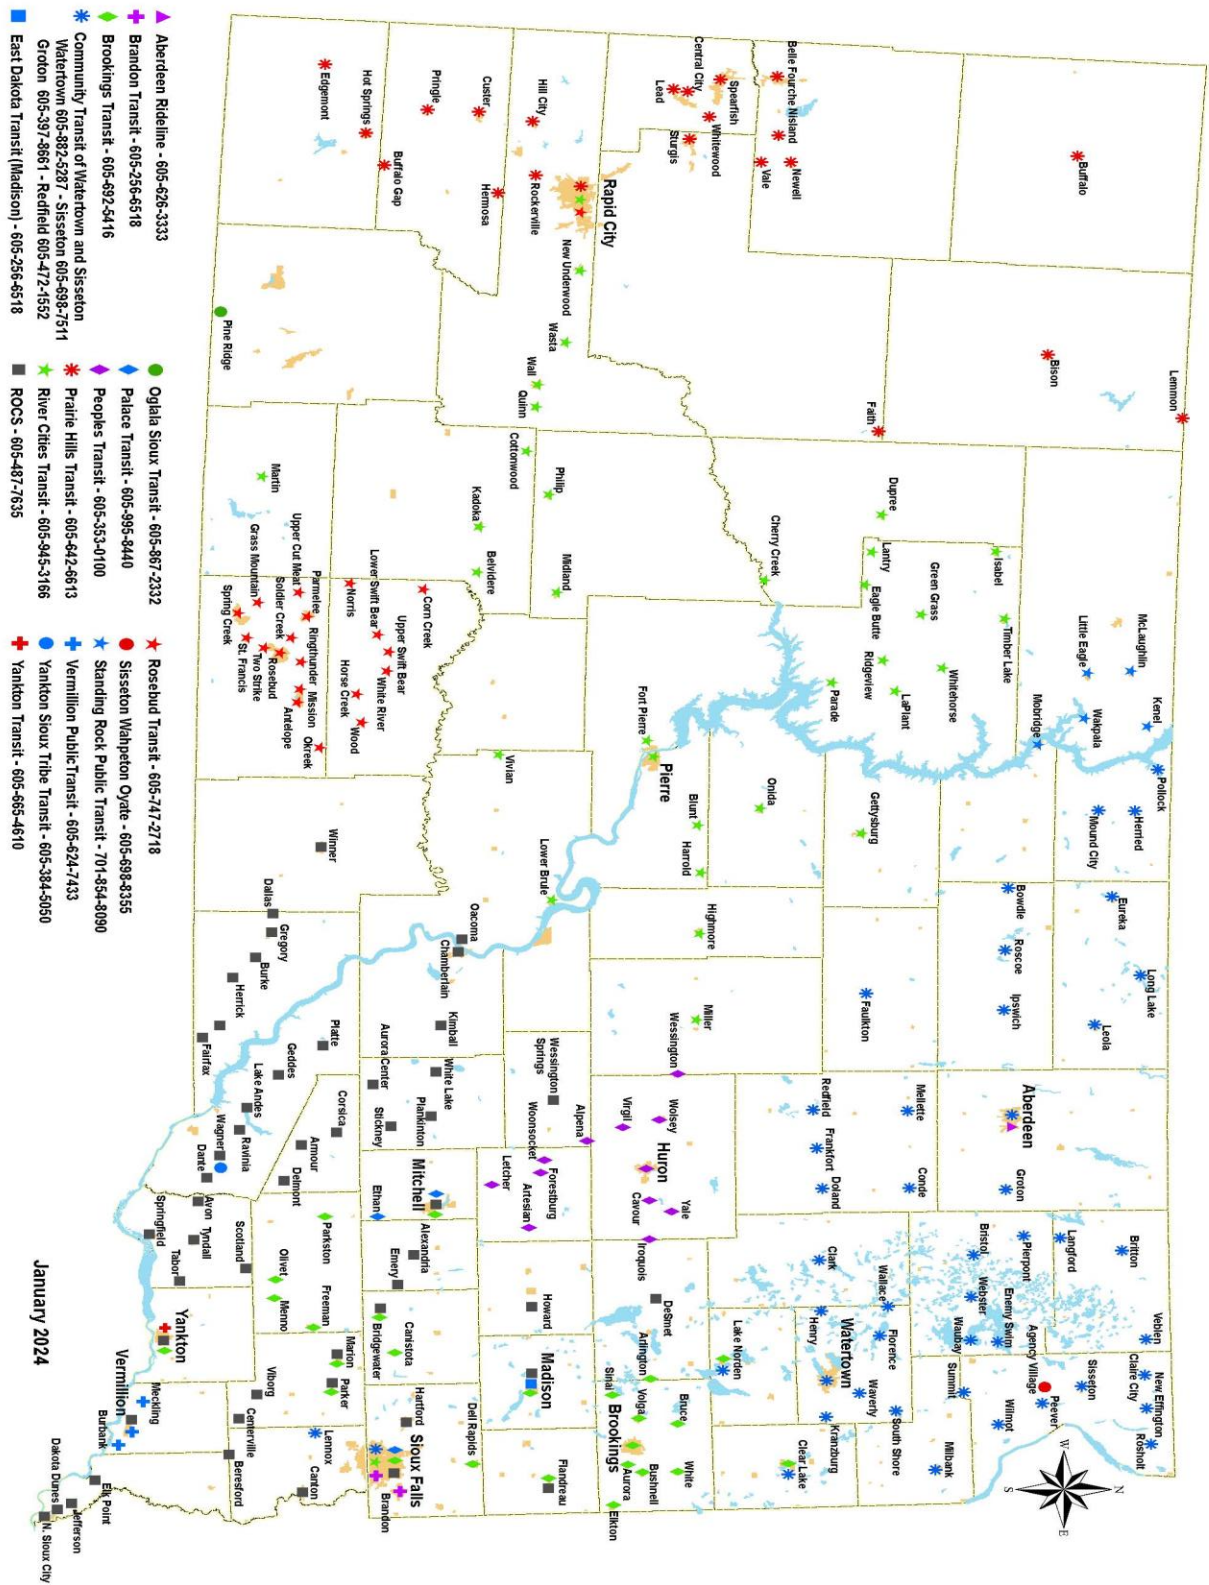 Lemmon
Buffalo
Bison
Faith
Belle Fourche
Nisland
Newell
Vale
Spearfish
Central City
Lead
Whitewood
Sturgis
Rapid City
Hill City
Rockerville
New Underwood
Wasta
Wall
Quinn
Custer
Hermosa
Pringle
Hot Springs
Buffalo Gap
Edgemont
Pine Ridge
Cottonwood
Philip
Midland
Kadoka
Belvidere
Martin
McLaughlin
Little Eagle
Kenel
Wakpala
Mobridge
Isabel
Timber Lake
Green Grass
Whitehorse
Dupree
Lantry
Eagle Butte
Ridgeview
LaPlant
Parade
Cherry Creek
Pollock
Herried
Mound City
Gettysburg
Onida
Fort Pierre
Pierre
Blunt
Harrold
Vivian
Lower Brule
Corn Creek
Lower Swift Bear
Upper Swift Bear
White River
Norris
Horse Creek
Wood
Upper Cut Meat
Parmelee
Ringthunder
Grass Mountain
Soldier Creek
Rosebud
Mission
Antelope
Okreek
Two Strike
St. Francis
Spring Creek
Eureka
Long Lake
Leola
Bowdle
Roscoe
Ipswich
Faulkton
Highmore
Miller
Wessington
Aberdeen
Groton
Mellette
Conde
Redfield
Frankfort
Doland
Wolsey
Virgil
Huron
Yale
Cavour
Iroquois
Wessington
Springs
Alpena
Woonsocket
Forestburg
Letcher
Artesian
Oacoma
Chamberlain
Kimball
White Lake
Plankinton
Aurora Center
Stickney
Mitchell
Ethan
Winner
Dallas
Gregory
Burke
Herrick
Fairfax
Platte
Geddes
Lake Andes
Ravinia
Wagner
Dante
Corsica
Armour
Delmont
Avon
Tyndall
Springfield
Tabor
Scotland
Parkston
Olivet
Menno
Freeman
Alexandria
Emery
Bridgewater
Canistota
Marion
Parker
Viborg
Centerville
Yankton
Vermillion
Meckling
Burbank
Beresford
Elk Point
Dakota Dunes
Jefferson
N. Sioux City
Lennox
Canton
Hartford
Sioux Falls
Brandon
Dell Rapids
Howard
Madison
Flandreau
DeSmet
Arlington
Sinai
Volga
Bruce
Brookings
Bushnell
Aurora
White
Elkton
Lake Norden
Clear Lake
Clark
Wallace
Henry
Watertown
Florence
Waverly
South Shore
Kranzburg
Britton
Langford
Pierpont
Bristol
Webster
Enemy Swim
Waubay
Veblen
Claire City
New Effington
Rosholt
Sisseton
Agency Village
Peever
Wilmot
Summit
Milbank
N
W
E
S
January 2024
Aberdeen Rideline - 605-626-3333
Brandon Transit - 605-256-6518
Brookings Transit - 605-692-5416
Community Transit of Watertown and Sisseton
Watertown 605-882-5287 - Sisseton 605-698-7511
Groton 605-397-8661 - Redfield 605-472-1552
East Dakota Transit (Madison) - 605-256-6518
Oglala Sioux Transit - 605-867-2332
Palace Transit - 605-995-8440
Peoples Transit - 605-353-0100
Prairie Hills Transit - 605-642-6613
River Cities Transit - 605-945-3166
ROCS - 605-487-7635
Rosebud Transit - 605-747-2718
Sisseton Wahpeton Oyate - 605-698-8355
Standing Rock Public Transit - 701-854-8090
Vermillion PublicTransit - 605-624-7433
Yankton Sioux Tribe Transit - 605-384-5050
Yankton Transit - 605-665-4610